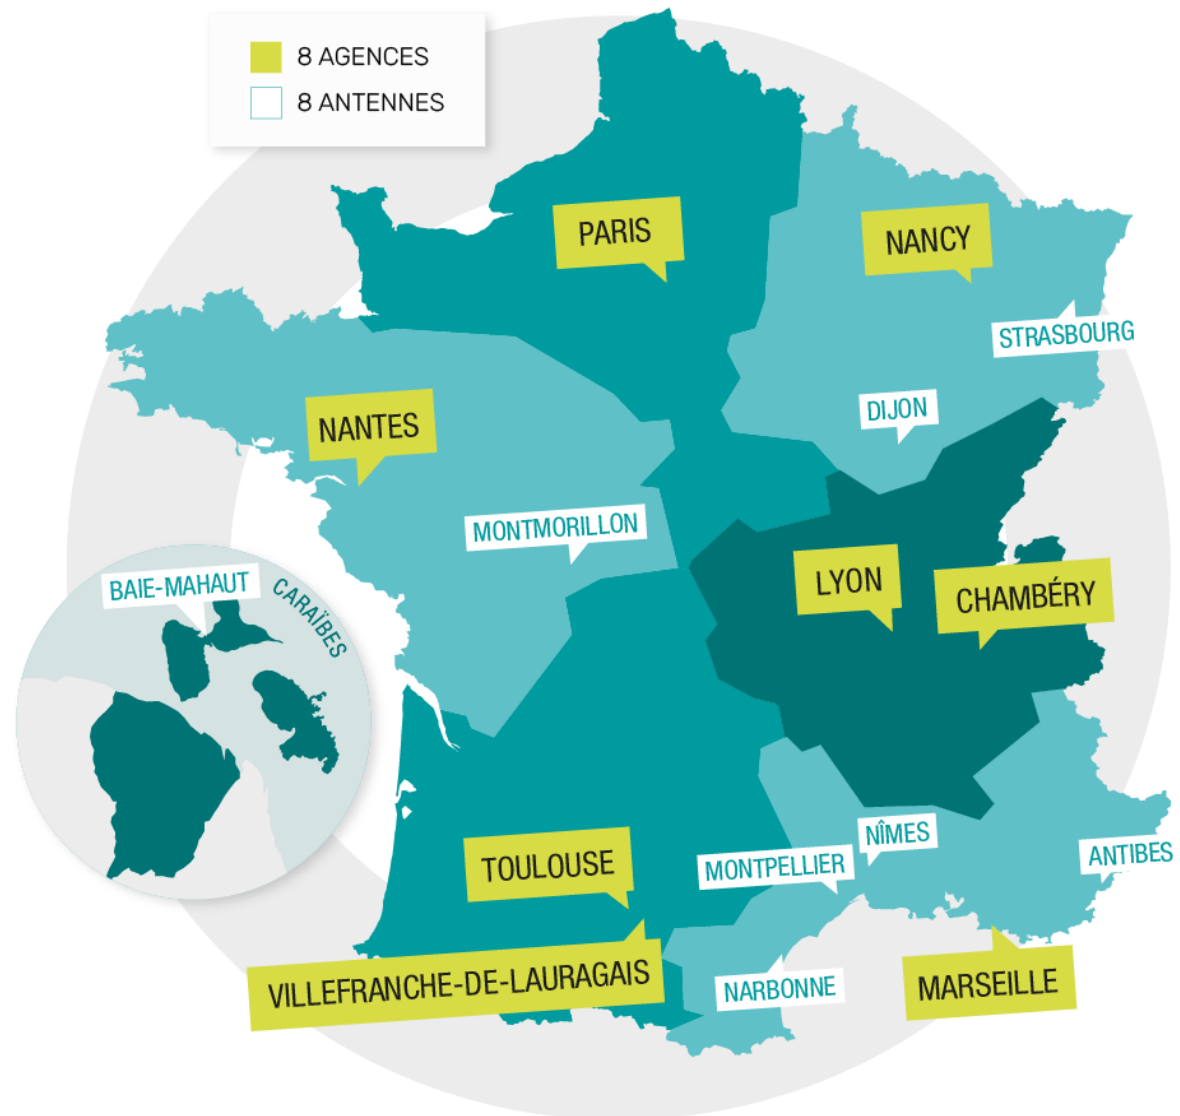 8 AGENCES
8 ANTENNES
PARIS
NANCY
STRASBOURG
DIJON
NANTES
MONTMORILLON
LYON
CHAMBÉRY
BAIE-MAHAUT
CARAÏBES
TOULOUSE
MONTPELLIER
NÎMES
ANTIBES
VILLEFRANCHE-DE-LAURAGAIS
NARBONNE
MARSEILLE